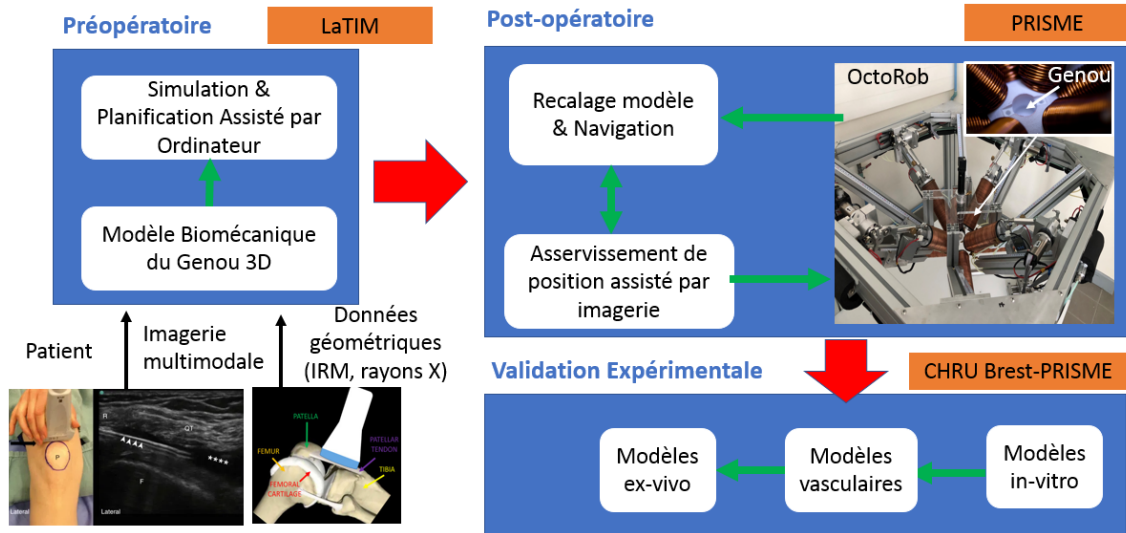 Préopératoire
LaTIM
Simulation &
Planification Assisté par
Ordinateur
Modèle Biomécanique
du Genou 3D
Patient
Imagerie
multimodale
Données
géométriques
(IRM, rayons X)
P
Lateral
R
QT
****
F
Lateral
PATELLA
FEMUR
FEMORAL
CARTILAGE
PATELLAR
TENDON
TIBIA
Post-opératoire
PRISME
Recalage modèle
& Navigation
Asservissement de
position assisté par
imagerie
OctoRob
Genou
Validation Expérimentale
CHRU Brest-PRISME
Modèles
ex-vivo
Modèles
vasculaires
Modèles
in-vitro